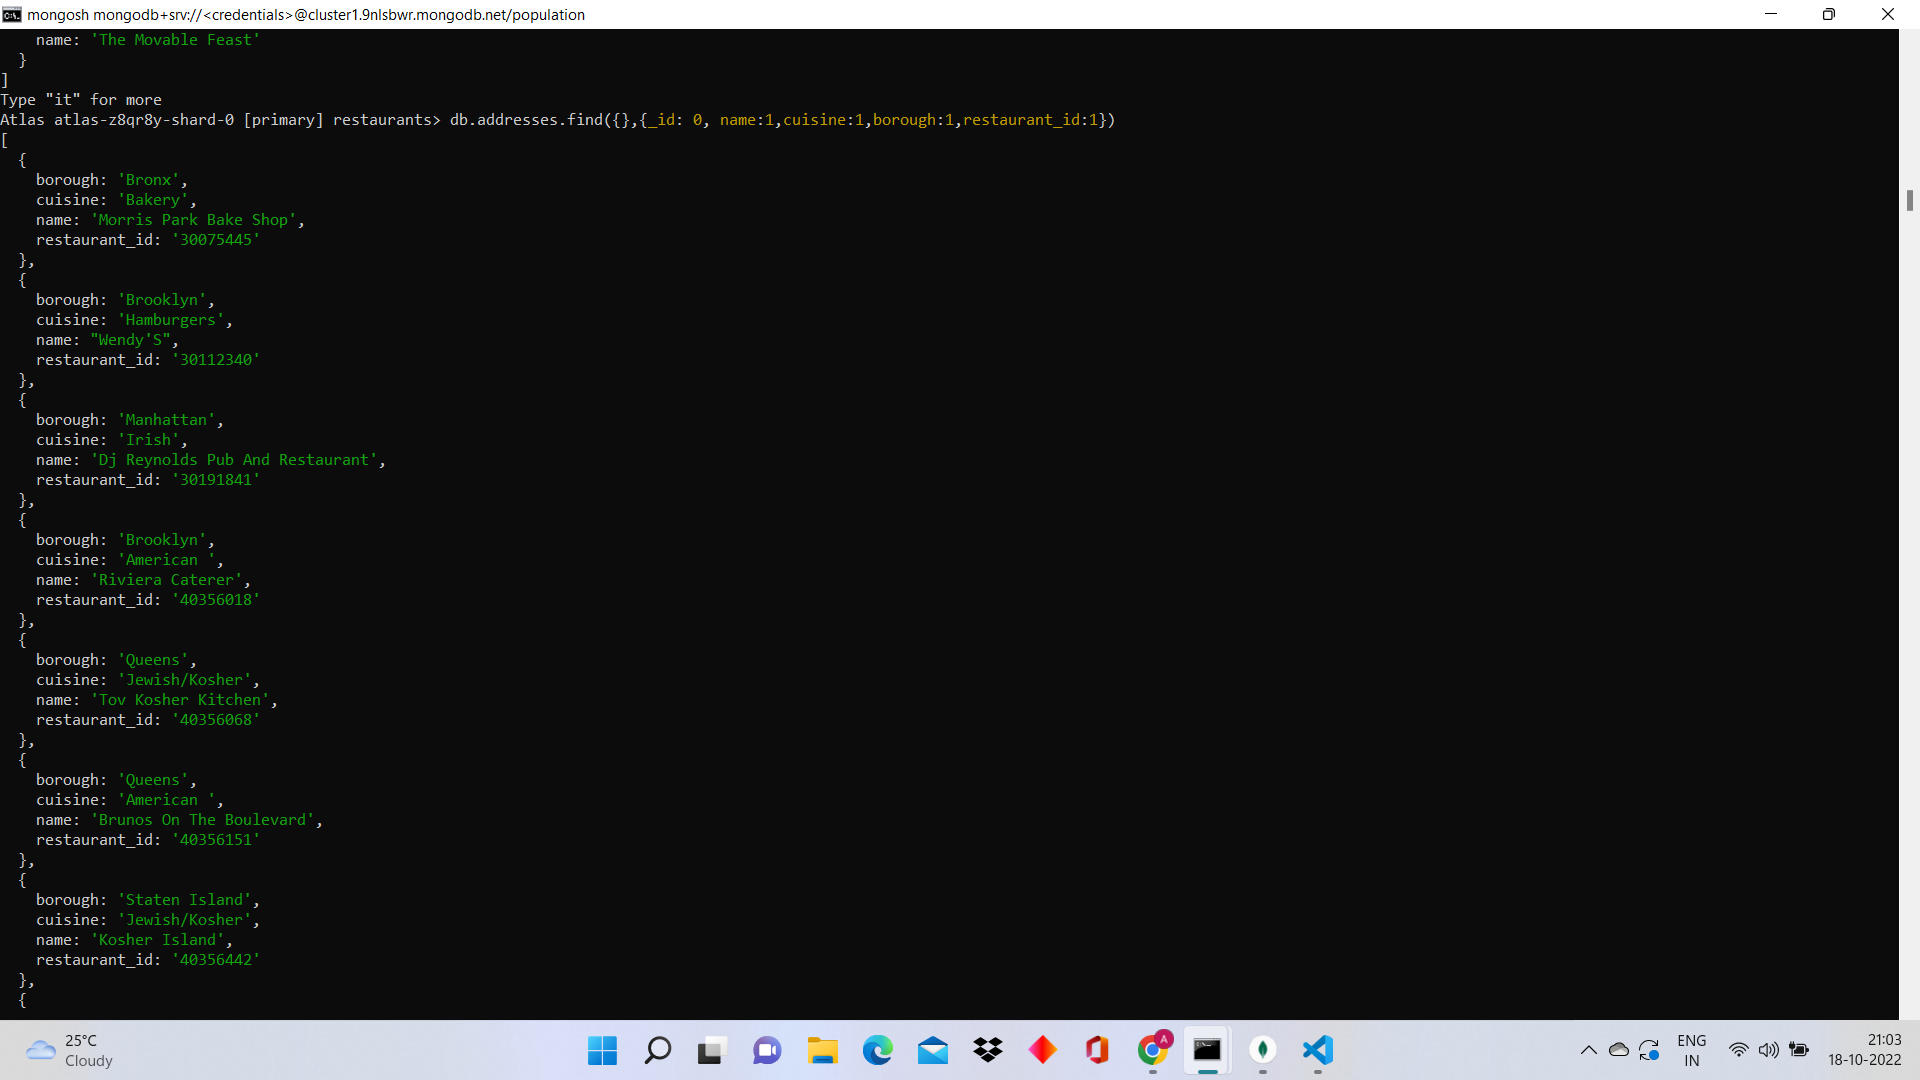 mongosh mongodb+srv://<credentials>@cluster1.9nlsbwr.mongodb.net/population
    name: 'The Movable Feast'
  }
]
Type "it" for more
Atlas atlas-z8qr8y-shard-0 [primary] restaurants> db.addresses.find({},{_id: 0, name:1,cuisine:1,borough:1,restaurant_id:1})
[
  {
    borough: 'Bronx',
    cuisine: 'Bakery',
    name: 'Morris Park Bake Shop',
    restaurant_id: '30075445'
  },
  {
    borough: 'Brooklyn',
    cuisine: 'Hamburgers',
    name: "Wendy'S",
    restaurant_id: '30112340'
  },
  {
    borough: 'Manhattan',
    cuisine: 'Irish',
    name: 'Dj Reynolds Pub And Restaurant',
    restaurant_id: '30191841'
  },
  {
    borough: 'Brooklyn',
    cuisine: 'American ',
    name: 'Riviera Caterer',
    restaurant_id: '40356018'
  },
  {
    borough: 'Queens',
    cuisine: 'Jewish/Kosher',
    name: 'Tov Kosher Kitchen',
    restaurant_id: '40356068'
  },
  {
    borough: 'Queens',
    cuisine: 'American ',
    name: 'Brunos On The Boulevard',
    restaurant_id: '40356151'
  },
  {
    borough: 'Staten Island',
    cuisine: 'Jewish/Kosher',
    name: 'Kosher Island',
    restaurant_id: '40356442'
  },
  {
25°C
Cloudy
A
ENG
IN
21:03
18-10-2022